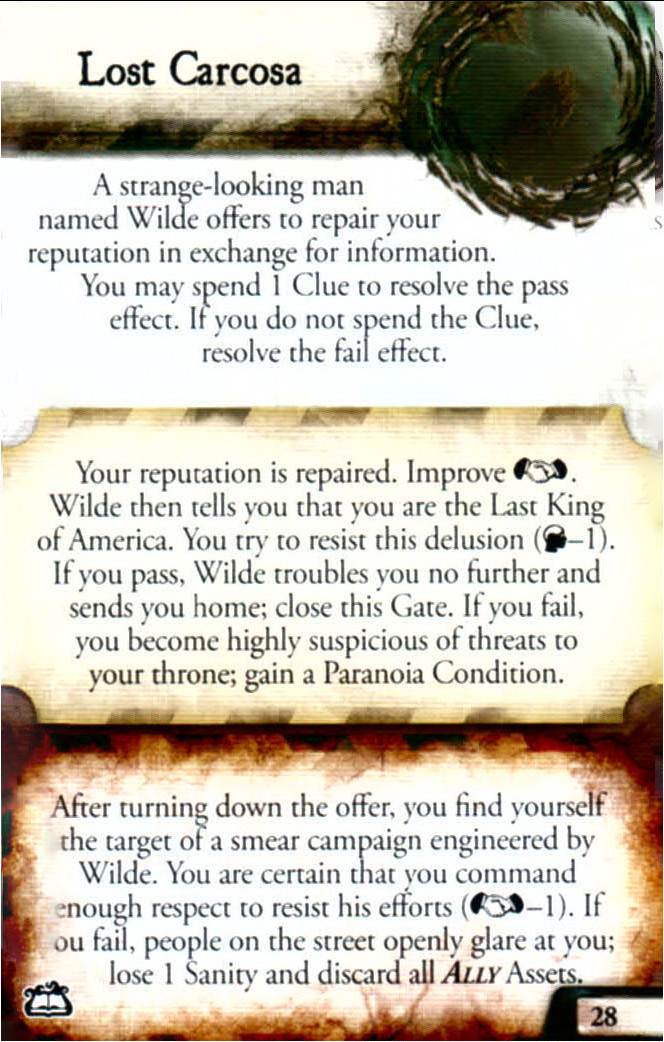 Lost Carcosa
A strange-looking man
named Wilde offers to repair your
reputation in exchange for information.
You may spend 1 Clue to resolve the pass
effect. If you do not spend the Clue,
resolve the fail effect.
Your reputation is repaired. Improve .
Wilde then tells you that you are the Last King
of America. You try to resist this delusion (–1).
If you pass, Wilde troubles you no further and
sends you home; close this Gate. If you fail,
you become highly suspicious of threats to
your throne; gain a Paranoia Condition.
After turning down the offer, you find yourself
the target of a smear campaign engineered by
Wilde. You are certain that you command
enough respect to resist his efforts (–1). If
ou fail, people on the street openly glare at you;
lose 1 Sanity and discard all ALLY Assets.
28